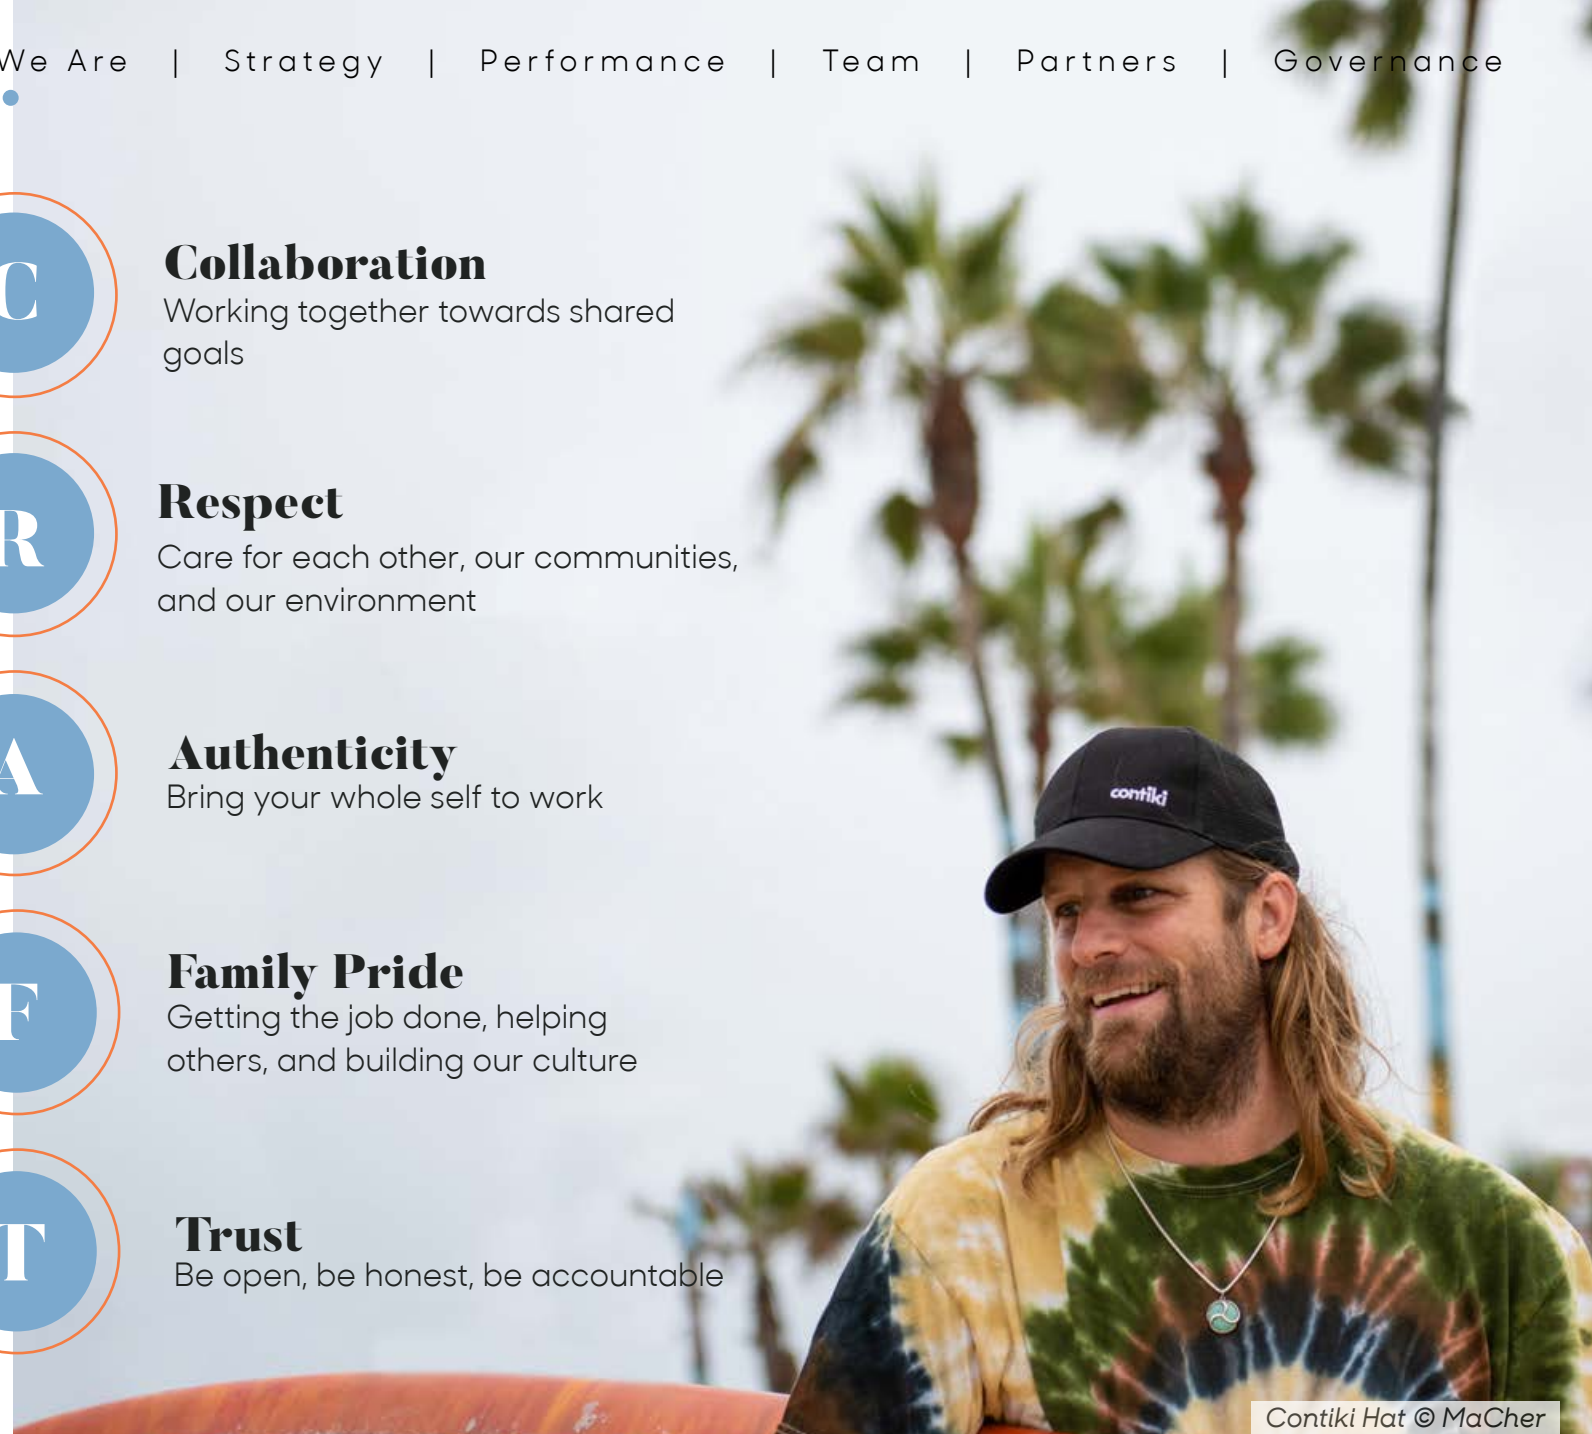 We Are | Strategy | Performance | Team | Partners | Governance
C
Collaboration
Working together towards shared
goals
R
Respect
Care for each other, our communities,
and our environment
A
Authenticity
Bring your whole self to work
F
Family Pride
Getting the job done, helping
others, and building our culture
T
Trust
Be open, be honest, be accountable
contiki
Contiki Hat © MaCher